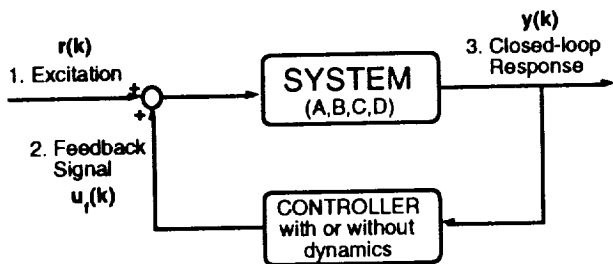 r(k)
1. Excitation
+
+
2. Feedback
Signal
u_f(k)
SYSTEM
(A,B,C,D)
y(k)
3. Closed-loop
Response
CONTROLLER
with or without
dynamics